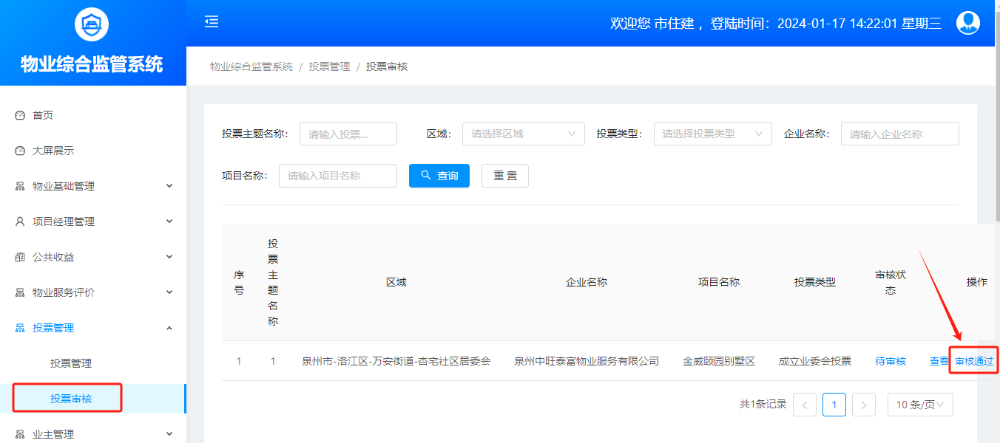 物业综合监管系统
欢迎您 市住建 ，登陆时间：2024-01-17 14:22:01 星期三
物业综合监管系统 / 投票管理 / 投票审核
首页
大屏展示
物业基础管理
项目经理管理
公共收益
物业服务评价
投票管理
投票管理
投票审核
业主管理
投票主题名称： 请输入投票... 区域： 请选择区域 投票类型： 请选择投票类型 企业名称： 请输入企业名称
项目名称： 请输入项目名称 查询 重 置
序号 投票主题名称 区域 企业名称 项目名称 投票类型 审核状态 操作
1 1 泉州市-洛江区-万安街道-杏宅社区居委会 泉州中旺泰富物业服务有限公司 金威颐园别墅区 成立业委会投票 待审核 查看 审核通过
共1条记录 < 1 > 10 条/页